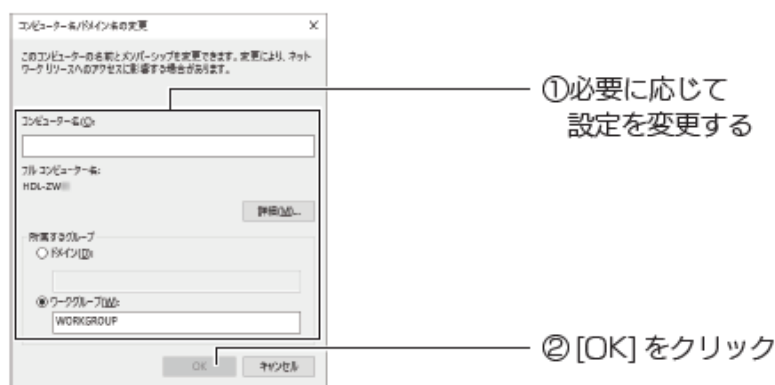 コンピューター名/ドメイン名の変更
このコンピューターの名前とメンバーシップを変更できます。変更により、ネット
ワーク リソースへのアクセスに影響する場合があります。
①必要に応じて
設定を変更する
コンピューター名(C):
フル コンピューター名:
HDL-ZW
詳細(M)...
所属するグループ
ドメイン(D):
ワークグループ(W):
WORKGROUP
②[OK]をクリック
OK
キャンセル